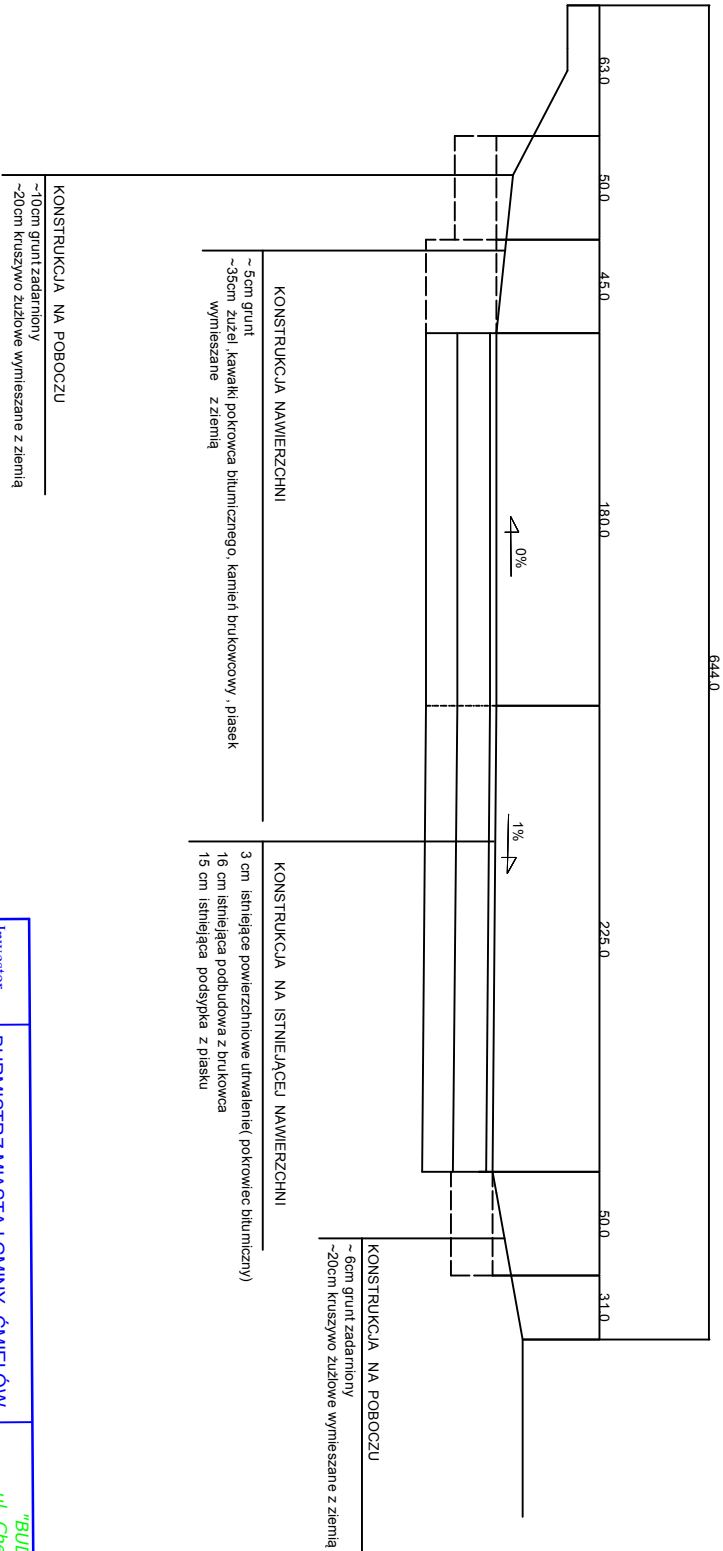 644.0
63.0
50.0
45.0
180.0
225.0
50.0
31.0
0%
1%
KONSTRUKCJA NA POBOCZU
~10cm grunt zadarniony
~20cm kruszywo żużlowe wymieszane z ziemią
KONSTRUKCJA NAWIERZCHNI
~ 5cm grunt
~35cm żużel ,kawałki pokrowca bitumicznego, kamień brukowcowy , piasek
wymieszane z ziemią
KONSTRUKCJA NA ISTNIEJĄCEJ NAWIERZCHNI
3 cm istniejące powierzchniowe utrwalenie( pokrowiec bitumiczny)
16 cm istniejąca podbudowa z brukowca
15 cm istniejąca podsypka z piasku
KONSTRUKCJA NA POBOCZU
~ 6cm grunt zadarniony
~20cm kruszywo żużlowe wymieszane z ziemią